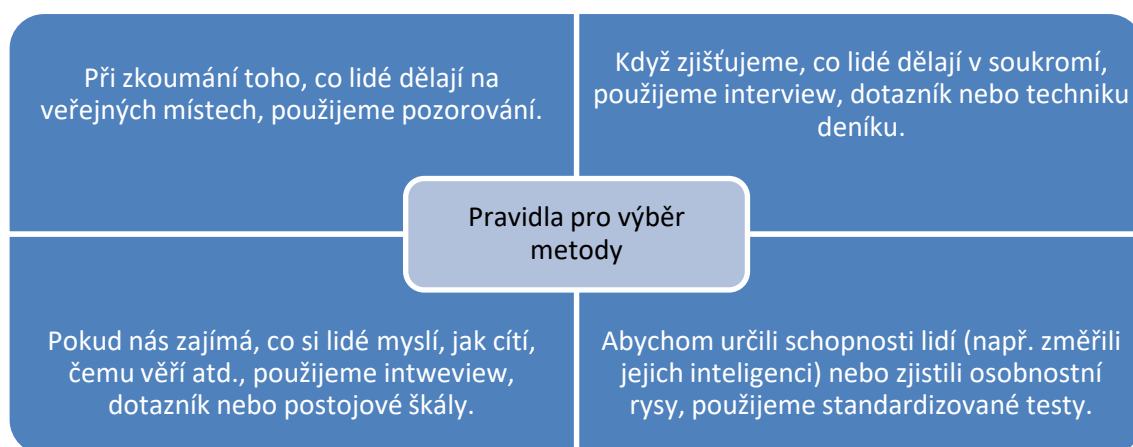 Při zkoumání toho, co lidé dělají na
veřejných místech, použijeme pozorování.
Když zjišťujeme, co lidé dělají v soukromí,
použijeme interview, dotazník nebo techniku
deníku.
Pravidla pro výběr
metody
Pokud nás zajímá, co si lidé myslí, jak cítí,
čemu věří atd., použijeme intweview,
dotazník nebo postojové škály.
Abychom určili schopnosti lidí (např. změřili
jejich inteligenci) nebo zjistili osobnostní
rysy, použijeme standardizované testy.